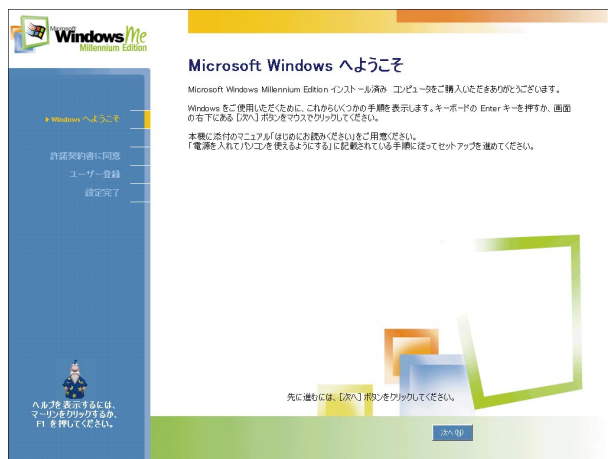 Microsoft
Windows Me
Millennium Edition
Microsoft Windows へようこそ
Microsoft Windows Millennium Edition インストール済み コンピュータをご購入いただきありがとうございます。
Windows をご使用いただくために、これからいくつかの手順を表示します。キーボードの Enter キーを押すか、画面
の右下にある [次へ] ボタンをマウスでクリックしてください。
本機に添付のマニュアル「はじめにお読みください」をご用意ください。
「電源を入れてパソコンを使えるようにする」に記載されている手順に従ってセットアップを進めてください。
Windows へようこそ
許諾契約書に同意
ユーザー登録
設定完了
ヘルプを表示するには、
マーリンをクリックするか、
F1 を押してください。
先に進むには、[次へ] ボタンをクリックしてください。
次へ(N)